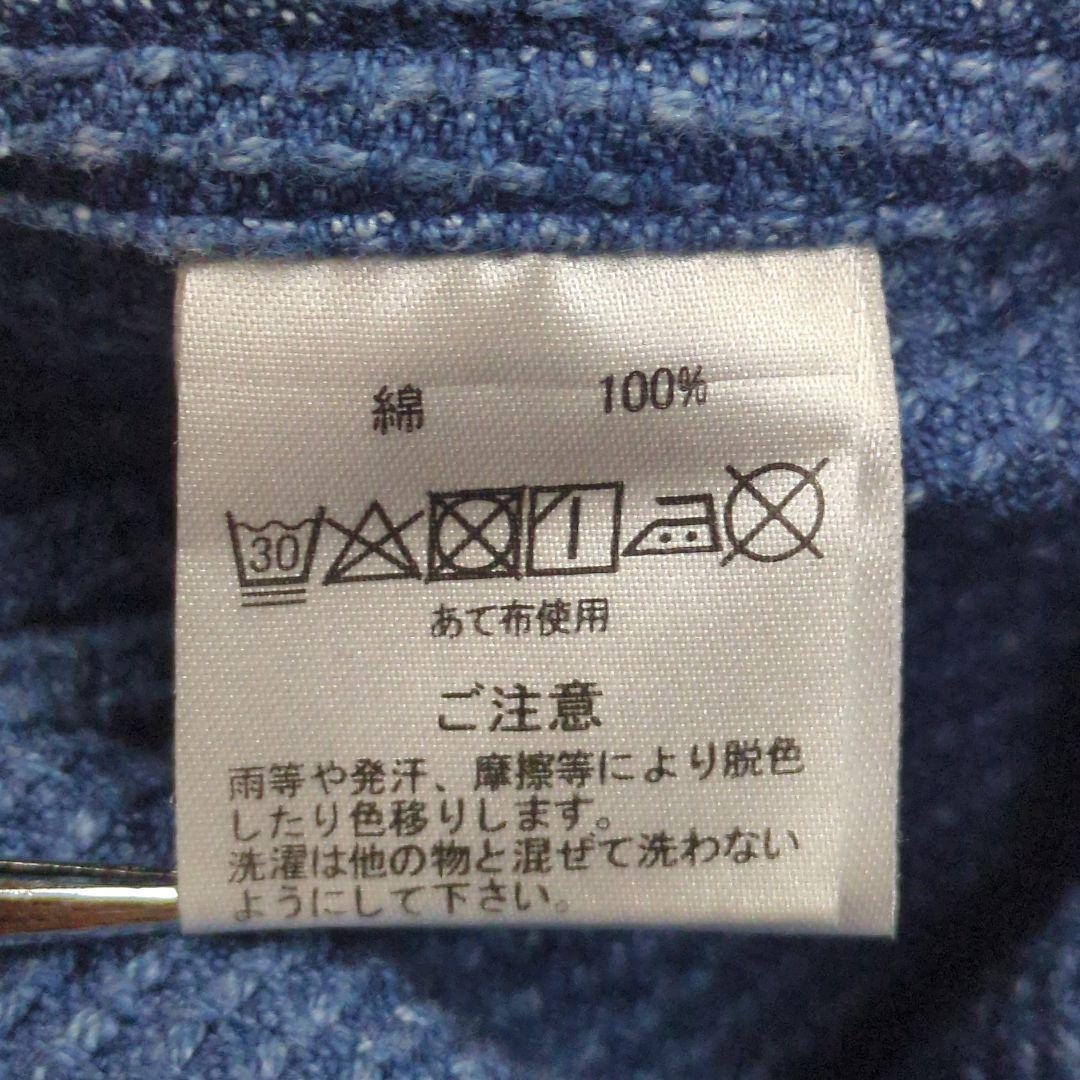 綿 100%
30
あて布使用
ご注意
雨等や発汗、摩擦等により脱色
したり色移りします。
洗濯は他の物と混ぜて洗わない
ようにして下さい。